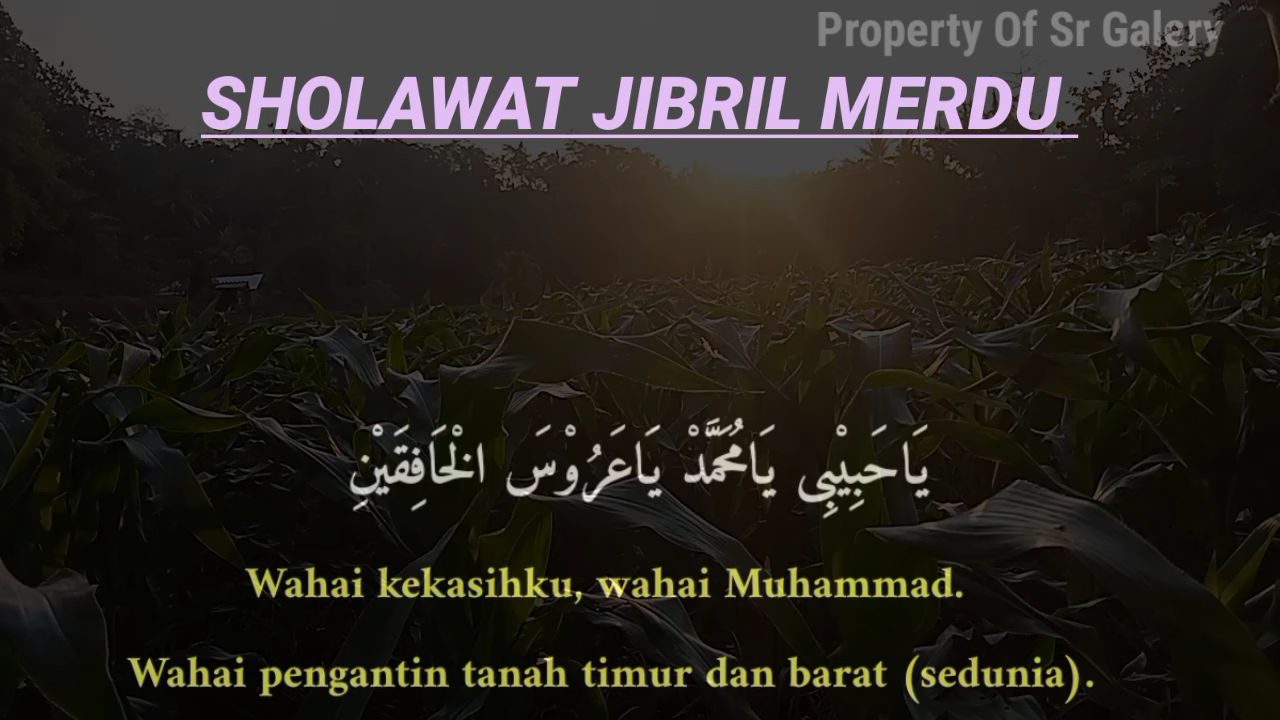 Property Of Sr Galery
SHOLAWAT JIBRIL MERDU
يَاحَبِيْبِى يَامُحَمَّدْ يَاعَرُوْسَ الْخَافِقَيْنِ
Wahai kekasihku, wahai Muhammad.
Wahai pengantin tanah timur dan barat (sedunia).